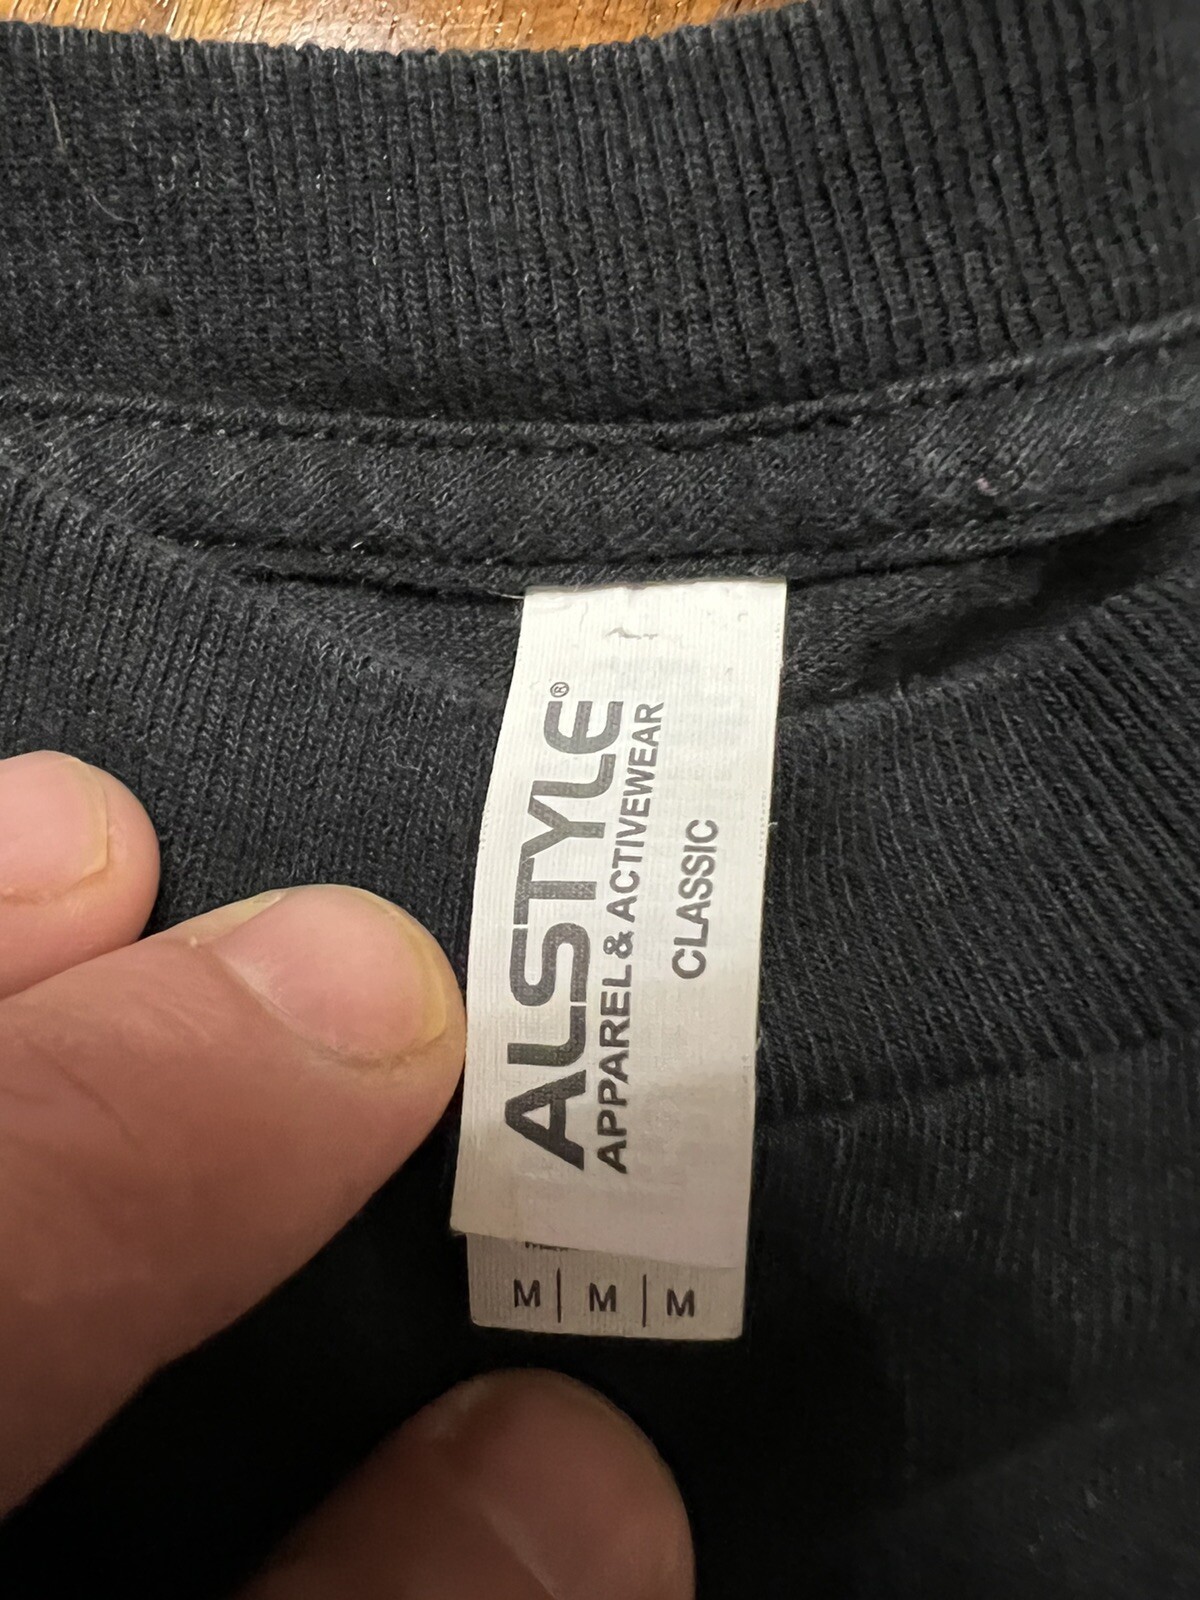 ALSTYLE®
APPAREL & ACTIVEWEAR
CLASSIC
M | M | M